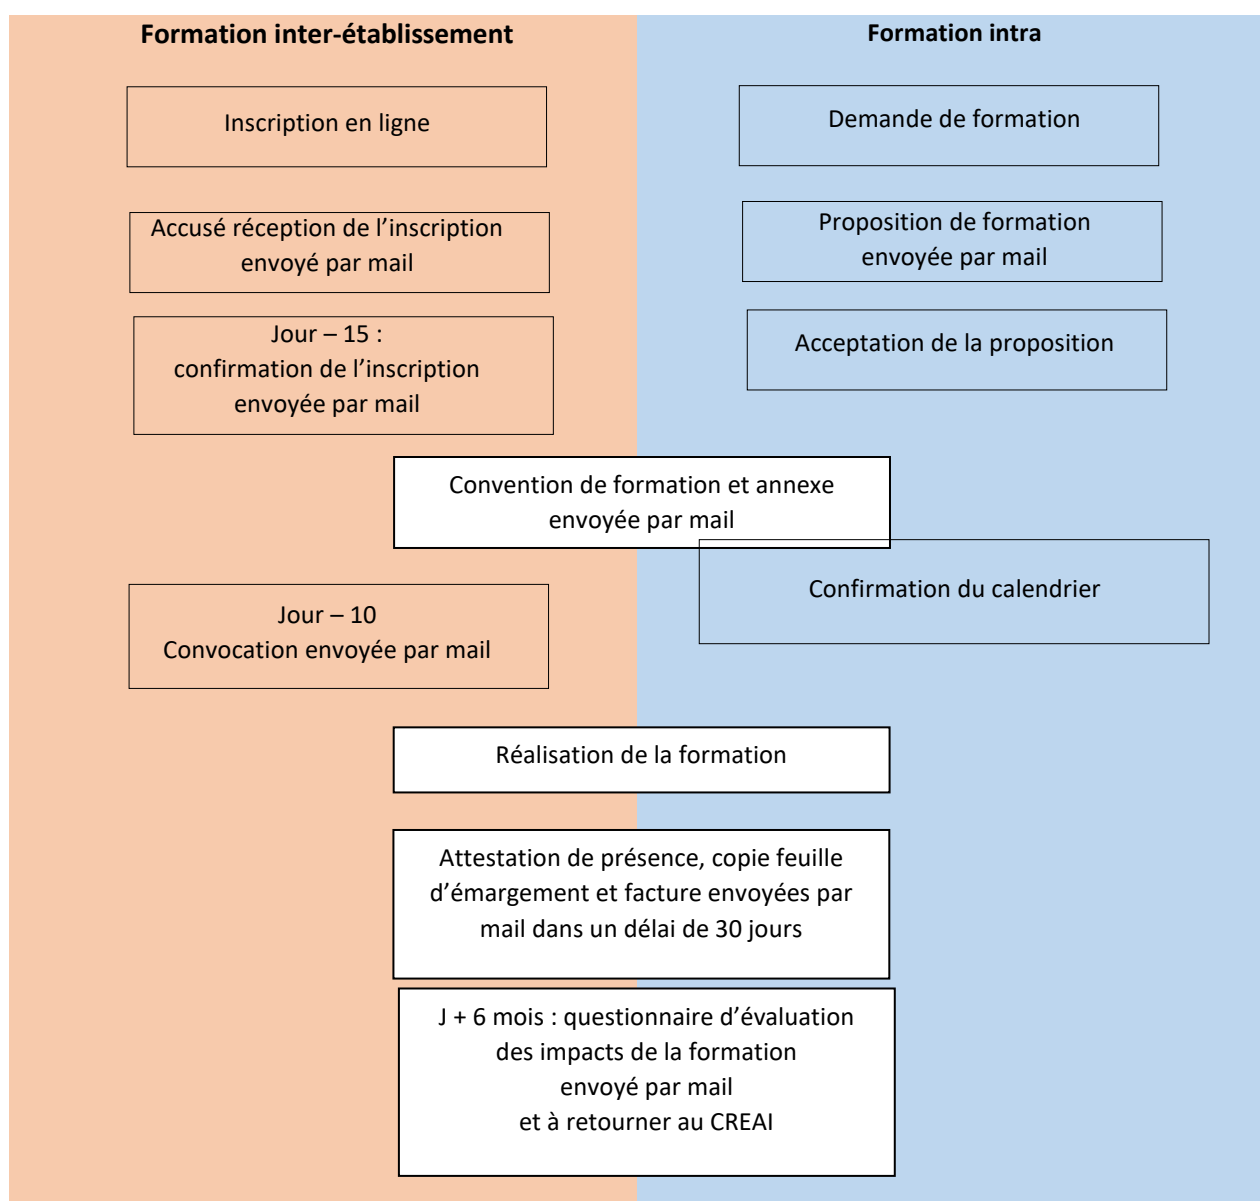 Formation inter-établissement
Formation intra
Inscription en ligne
Demande de formation
Accusé réception de l’inscription
envoyé par mail
Proposition de formation
envoyée par mail
Jour – 15 :
confirmation de l’inscription
envoyée par mail
Acceptation de la proposition
Convention de formation et annexe
envoyée par mail
Confirmation du calendrier
Jour – 10
Convocation envoyée par mail
Réalisation de la formation
Attestation de présence, copie feuille
d’émargement et facture envoyées par
mail dans un délai de 30 jours
J + 6 mois : questionnaire d’évaluation
des impacts de la formation
envoyé par mail
et à retourner au CREAI